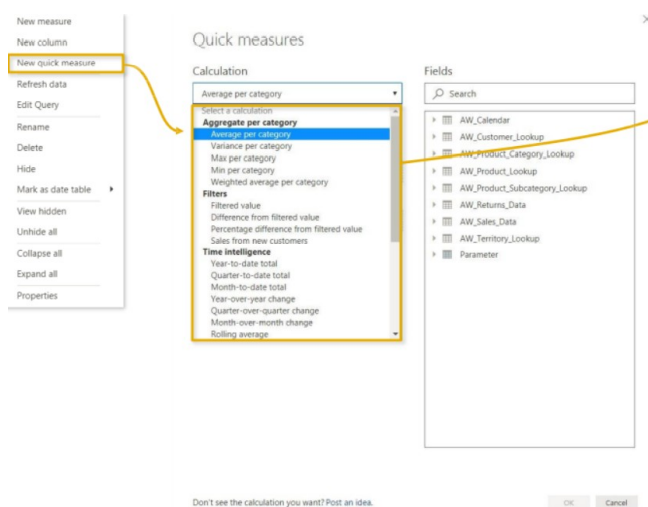 New measure
New column
New quick measure
Refresh data
Edit Query
Rename
Delete
Hide
Mark as date table
View hidden
Unhide all
Collapse all
Expand all
Properties
Quick measures
Calculation
Average per category
Select a calculation
Aggregate per category
Average per category
Variance per category
Max per category
Min per category
Weighted average per category
Filters
Filtered value
Difference from filtered value
Percentage difference from filtered value
Sales from new customers
Time intelligence
Year-to-date total
Quarter-to-date total
Month-to-date total
Year-over-year change
Quarter-over-quarter change
Month-over-month change
Rolling average
Fields
Search
AW_Calendar
AW_Customer_Lookup
AW_Product_Category_Lookup
AW_Product_Lookup
AW_Product_Subcategory_Lookup
AW_Returns_Data
AW_Sales_Data
AW_Territory_Lookup
Parameter
Don't see the calculation you want? Post an idea.
OK
Cancel